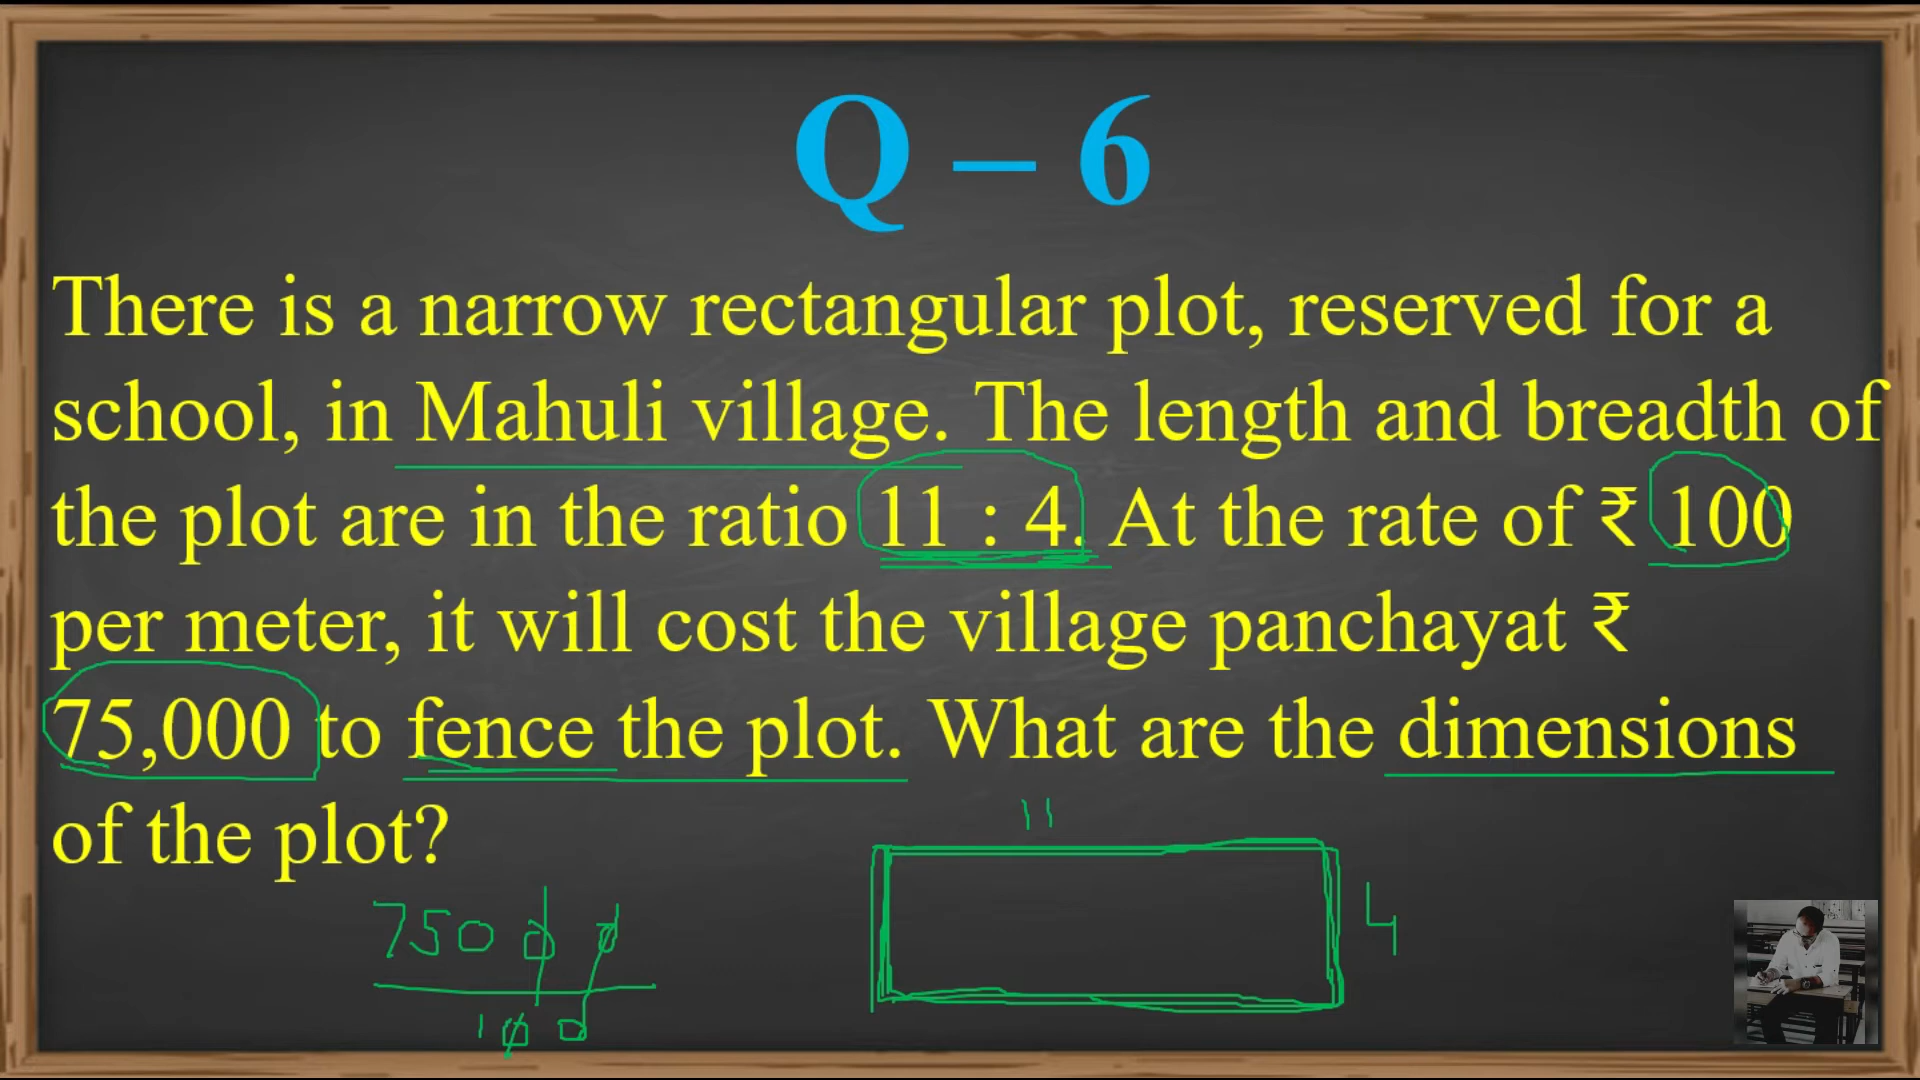 Q – 6
There is a narrow rectangular plot, reserved for a
school, in Mahuli village. The length and breadth of
the plot are in the ratio 11 : 4. At the rate of ₹ 100
per meter, it will cost the village panchayat ₹
75,000 to fence the plot. What are the dimensions
of the plot?
11
4
75000
100